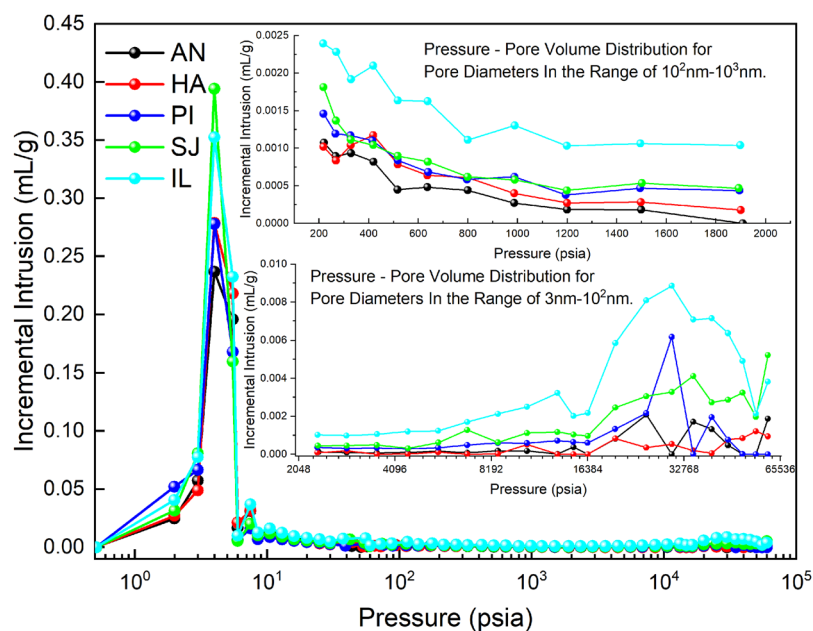 0.45
0.40
0.35
0.30
0.25
0.20
0.15
0.10
0.05
0.00
Incremental Intrusion (mL/g)
AN
HA
PI
SJ
IL
Pressure - Pore Volume Distribution for
Pore Diameters In the Range of 10²nm-10³nm.
0.0025
0.0020
0.0015
0.0010
0.0005
0.0000
Incremental Intrusion (mL/g)
200 400 600 800 1000 1200 1400 1600 1800 2000
Pressure (psia)
Pressure - Pore Volume Distribution for
Pore Diameters In the Range of 3nm-10²nm.
0.010
0.008
0.006
0.004
0.002
0.000
Incremental Intrusion (mL/g)
2048 4096 8192 16384 32768 65536
Pressure (psia)
10⁰ 10¹ 10² 10³ 10⁴ 10⁵
Pressure (psia)